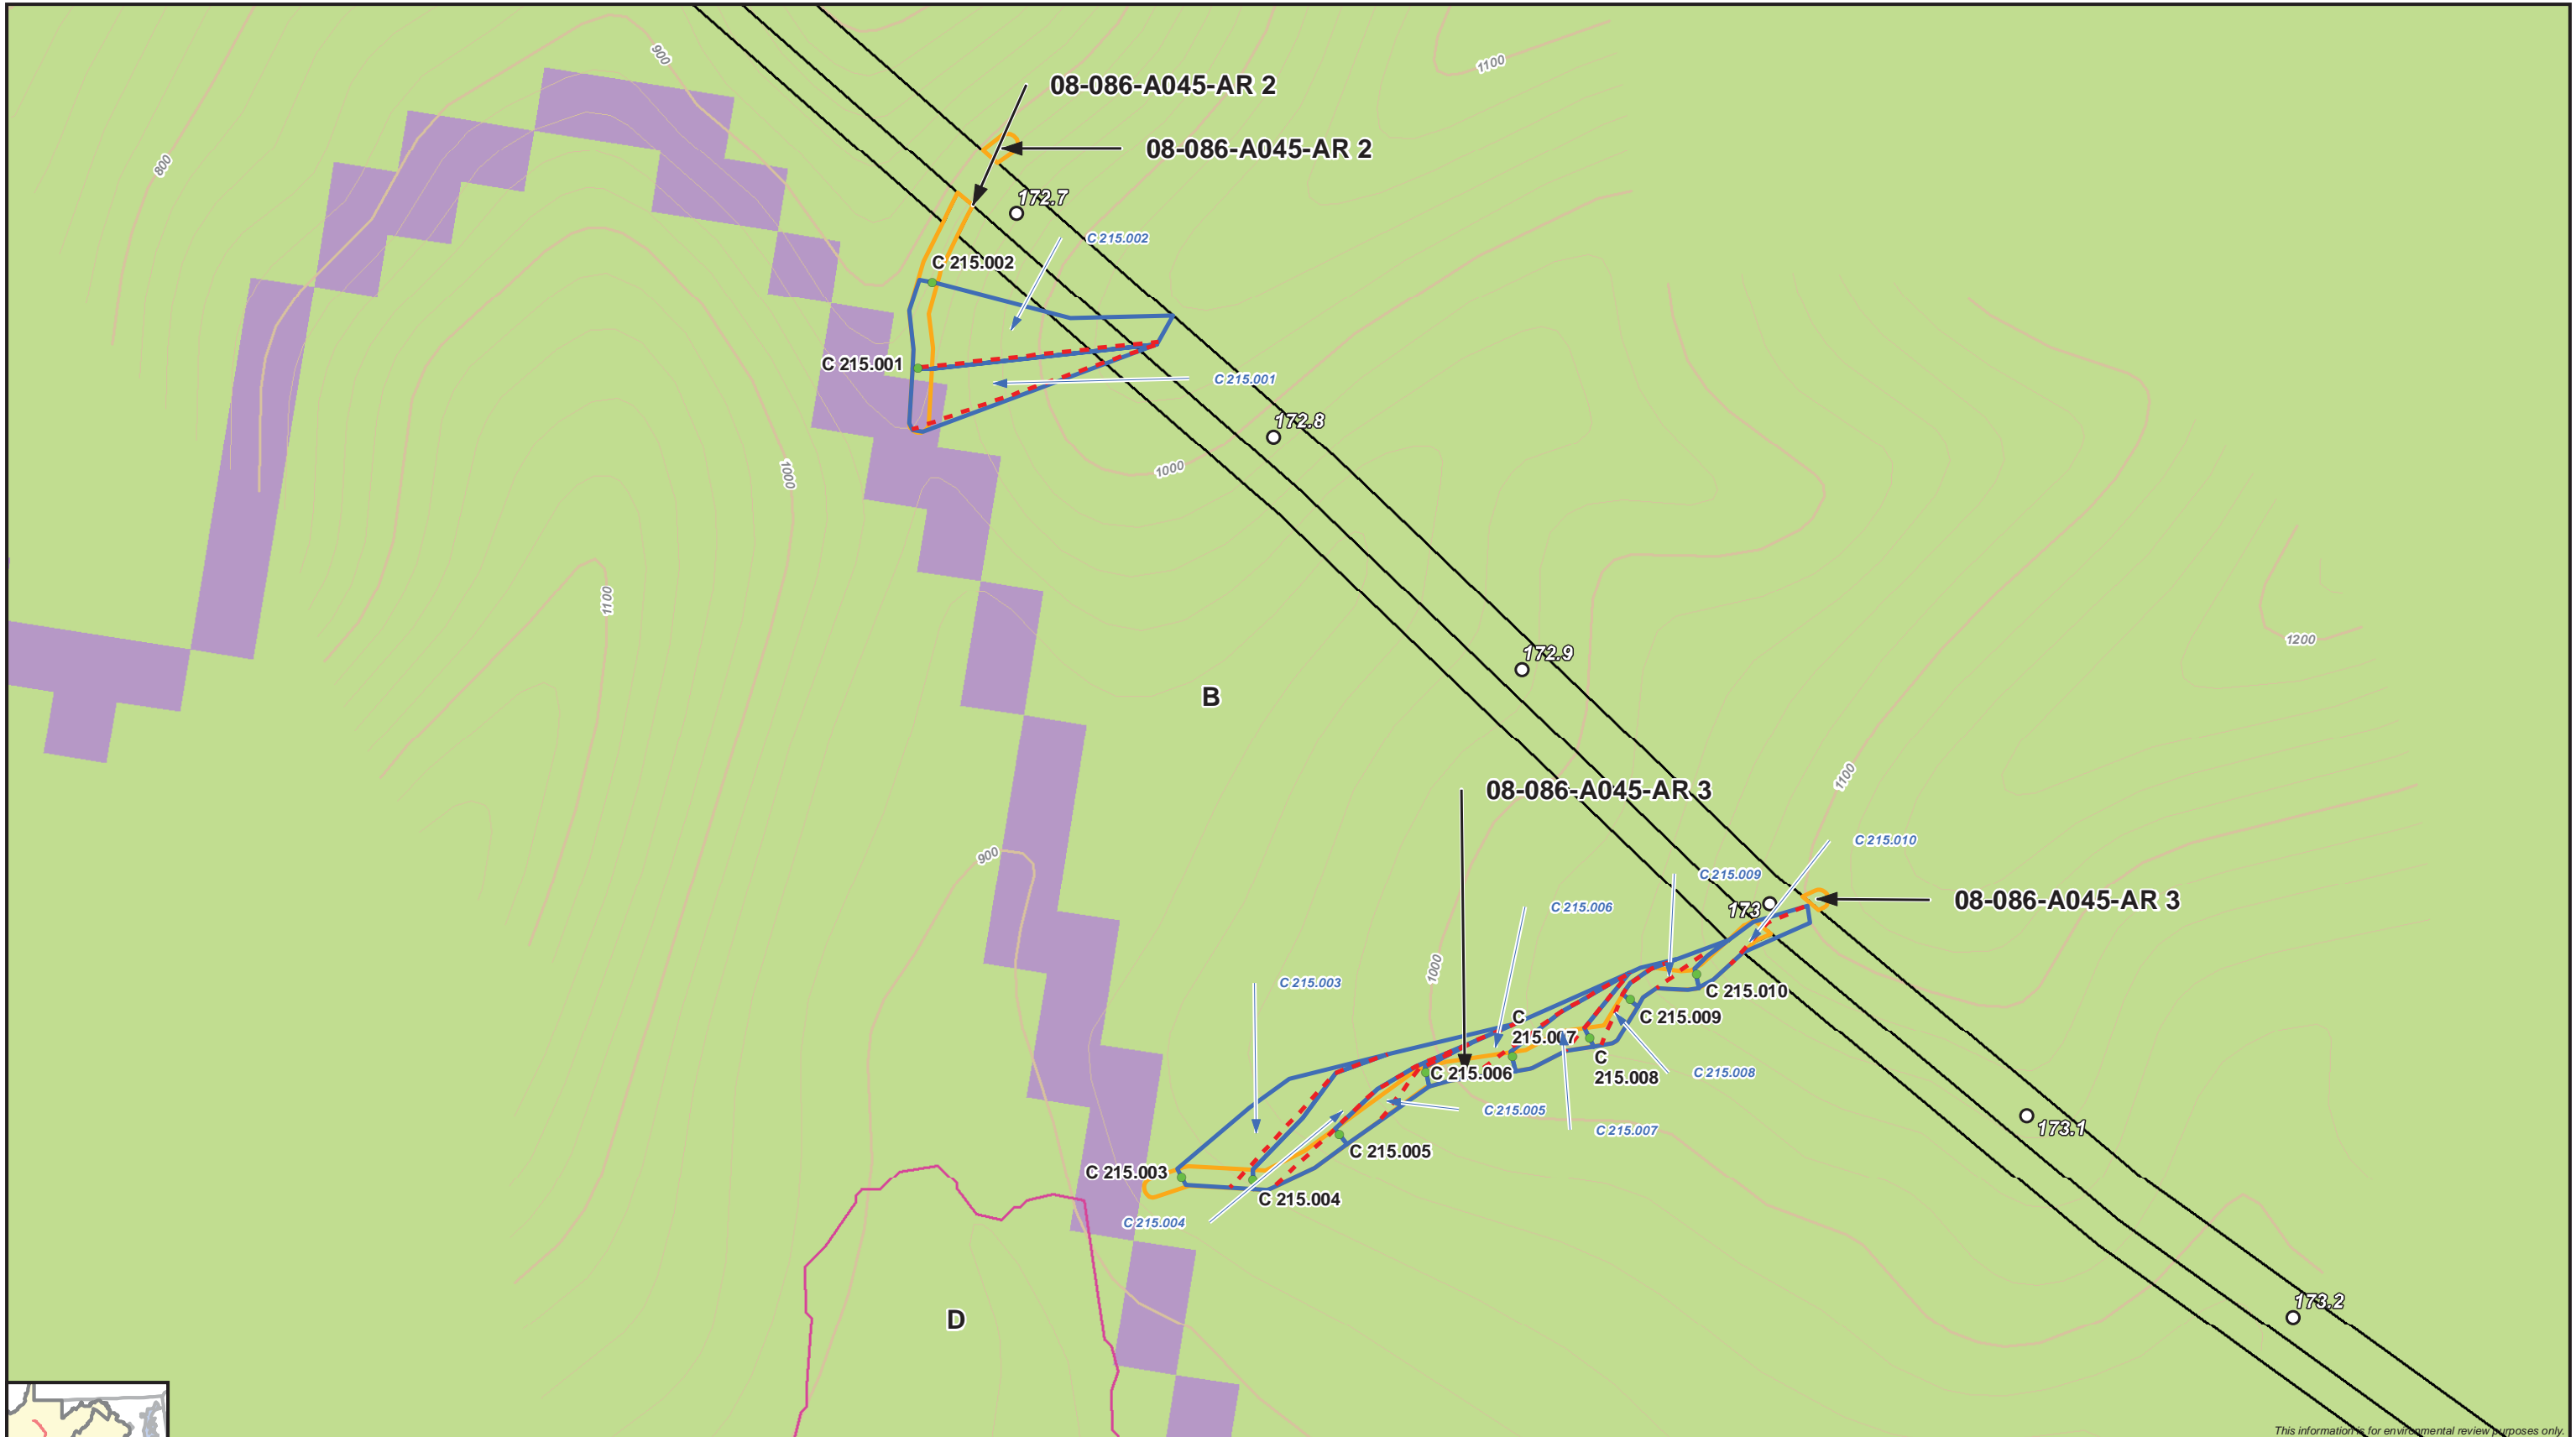 900
1100
08-086-A045-AR 2
08-086-A045-AR 2
800
172.7
C 215.002
C 215.002
C 215.001
C 215.001
172.8
1000
1000
1100
172.9
1200
B
08-086-A045-AR 3
1100
C 215.010
900
C 215.009
08-086-A045-AR 3
C 215.006
173
1000
C 215.003
C 215.010
C
215.007
C 215.009
C
215.008
C 215.006
C 215.008
C 215.005
173.1
C 215.007
C 215.005
C 215.003
C 215.004
C 215.004
173.2
D
This information is for environmental review purposes only.